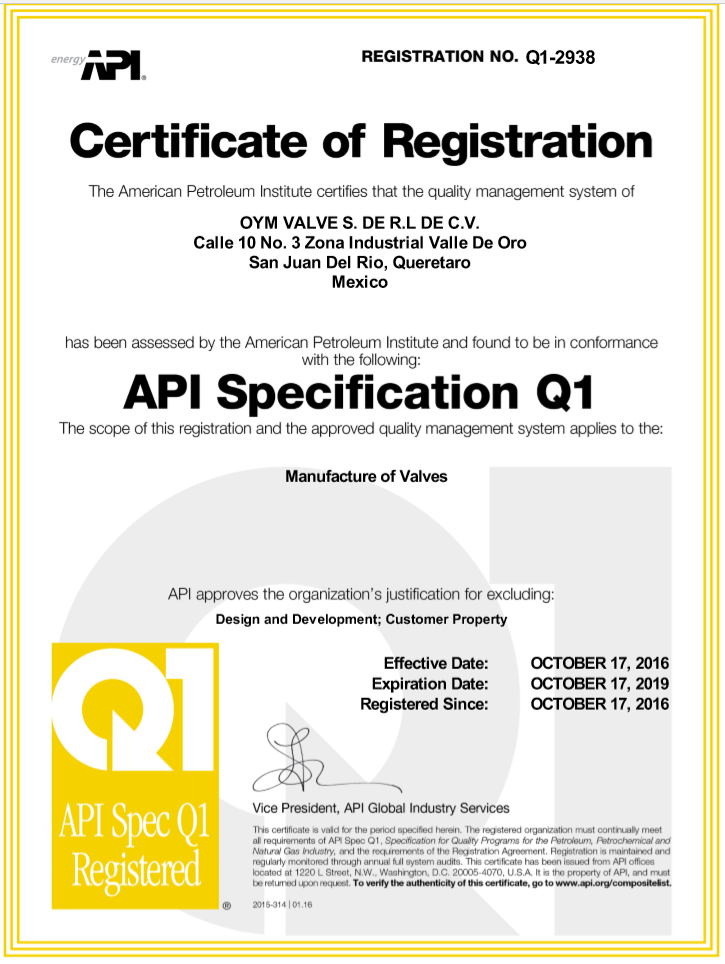 energy API®
REGISTRATION NO. Q1-2938
Certificate of Registration
The American Petroleum Institute certifies that the quality management system of
OYM VALVE S. DE R.L DE C.V.
Calle 10 No. 3 Zona Industrial Valle De Oro
San Juan Del Rio, Queretaro
Mexico
has been assessed by the American Petroleum Institute and found to be in conformance
with the following:
API Specification Q1
The scope of this registration and the approved quality management system applies to the:
Manufacture of Valves
API approves the organization's justification for excluding:
Design and Development; Customer Property
Effective Date: OCTOBER 17, 2016
Expiration Date: OCTOBER 17, 2019
Registered Since: OCTOBER 17, 2016
Q1
API Spec Q1
Registered
®
Vice President, API Global Industry Services
This certificate is valid for the period specified herein. The registered organization must continually meet
all requirements of API Spec Q1, Specification for Quality Programs for the Petroleum, Petrochemical and
Natural Gas Industry, and the requirements of the Registration Agreement. Registration is maintained and
regularly monitored through annual full system audits. This certificate has been issued from API offices
located at 1220 L Street, N.W., Washington, D.C. 20005-4070, U.S.A. It is the property of API, and must
be returned upon request. To verify the authenticity of this certificate, go to www.api.org/compositelist.
2015-314 | 01.16